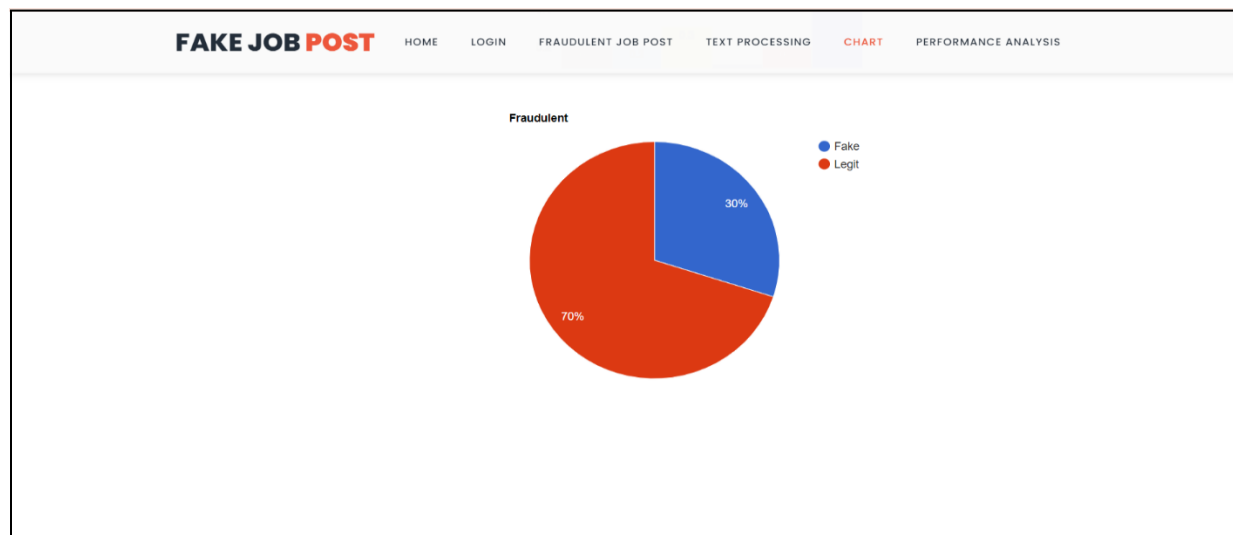 FAKE JOB POST HOME LOGIN FRAUDULENT JOB POST TEXT PROCESSING CHART PERFORMANCE ANALYSIS
Fraudulent
Fake
Legit
30%
70%